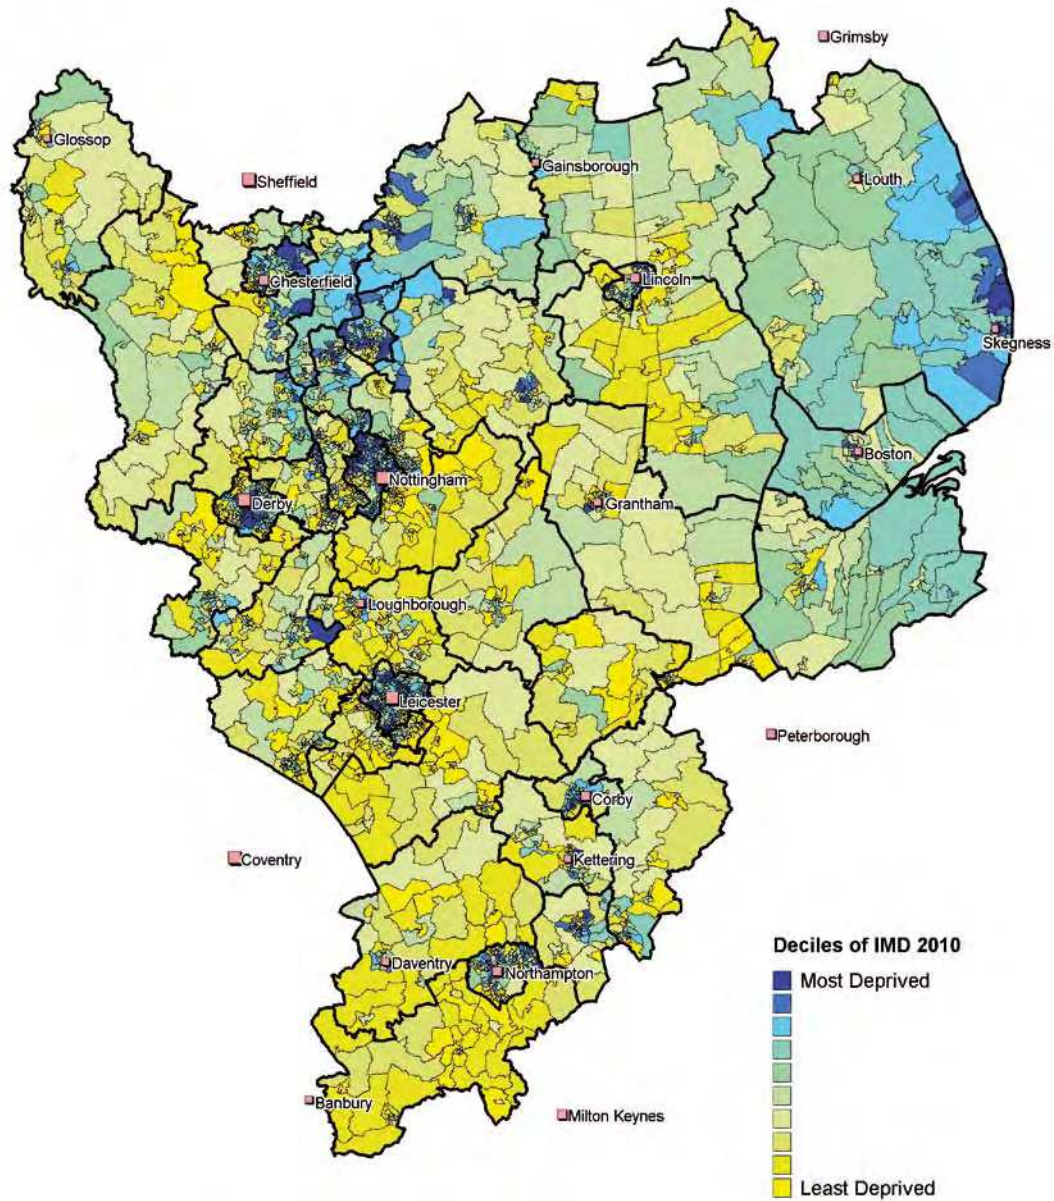 Grimsby
Glossop
Gainsborough
Sheffield
Louth
Chesterfield
Lincoln
Skegness
Boston
Nottingham
Derby
Grantham
Loughborough
Leicester
Peterborough
Corby
Coventry
Kettering
Deciles of IMD 2010
Daventry
Northampton
Most Deprived
Banbury
Milton Keynes
Least Deprived